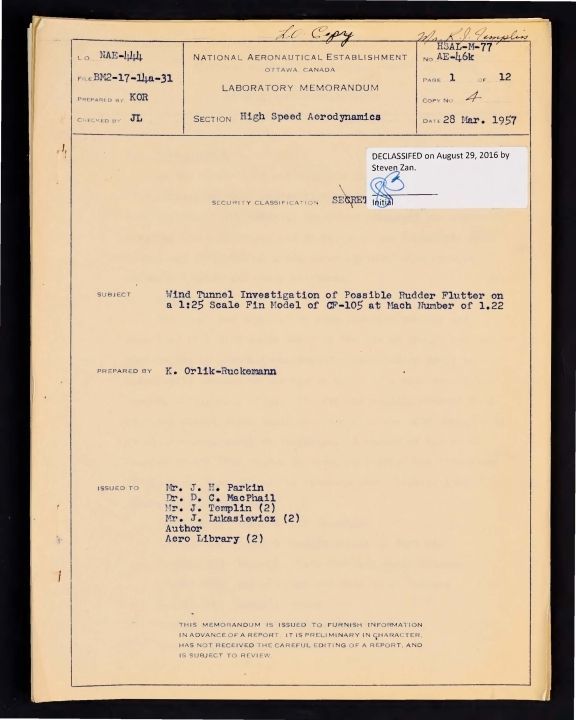 LO Copy
Mr. R.J. Templin
L.O. NAE-444
NATIONAL AERONAUTICAL ESTABLISHMENT
HSAL-M-77
No AE-46k
OTTAWA, CANADA
FILE BM2-17-14a-31
PAGE 1 OF 12
LABORATORY MEMORANDUM
PREPARED BY KOR
COPY NO 4
CHECKED BY JL
SECTION High Speed Aerodynamics
DATE 28 Mar. 1957
DECLASSIFED on August 29, 2016 by
Steven Zan.
SECURITY CLASSIFICATION SECRET
Initial
SUBJECT Wind Tunnel Investigation of Possible Rudder Flutter on
a 1:25 Scale Fin Model of CF-105 at Mach Number of 1.22
PREPARED BY K. Orlik-Ruckemann
ISSUED TO Mr. J. H. Parkin
Dr. D. C. MacPhail
Mr. J. Templin (2)
Mr. J. Lukasiewicz (2)
Author
Aero Library (2)
THIS MEMORANDUM IS ISSUED TO FURNISH INFORMATION
IN ADVANCE OF A REPORT. IT IS PRELIMINARY IN CHARACTER,
HAS NOT RECEIVED THE CAREFUL EDITING OF A REPORT, AND
IS SUBJECT TO REVIEW.